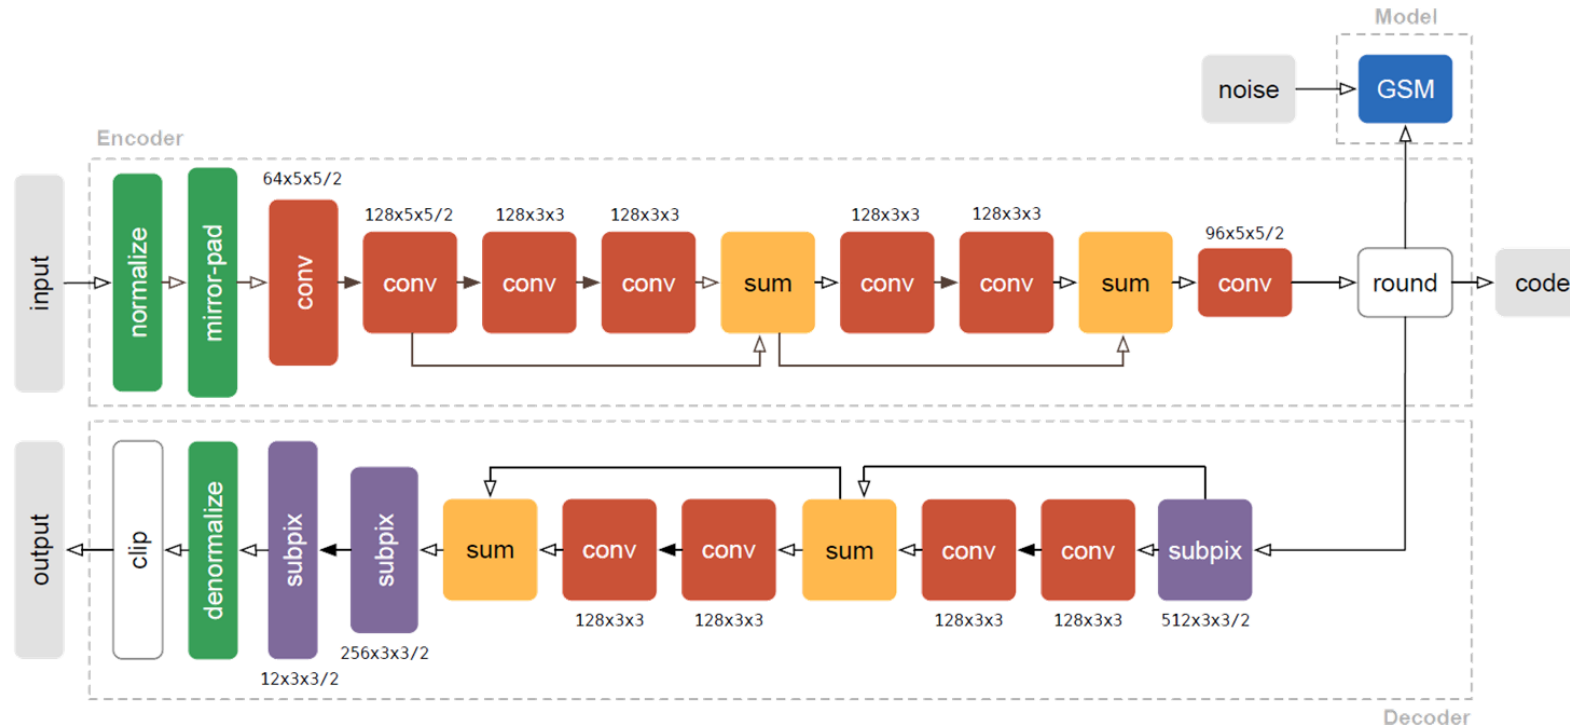 Model
noise
GSM
Encoder
input
normalize
mirror-pad
64x5x5/2
conv
128x5x5/2
conv
128x3x3
conv
128x3x3
conv
sum
128x3x3
conv
128x3x3
conv
sum
96x5x5/2
conv
round
code
output
clip
denormalize
subpix
12x3x3/2
subpix
256x3x3/2
sum
conv
128x3x3
conv
128x3x3
sum
conv
128x3x3
conv
128x3x3
subpix
512x3x3/2
Decoder